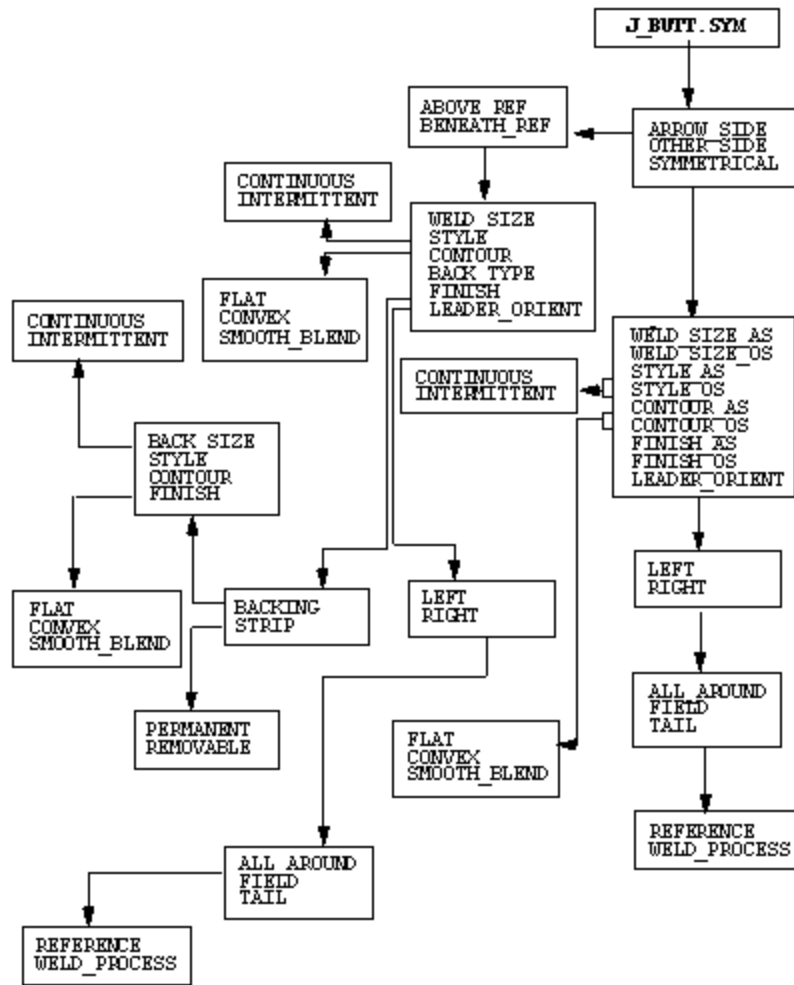 J_BUTT.SYM
ABOVE_REF
BENEATH_REF
ARROW_SIDE
OTHER_SIDE
SYMMETRICAL
CONTINUOUS
INTERMITTENT
WELD_SIZE
STYLE
CONTOUR
BACK_TYPE
FINISH
LEADER_ORIENT
FLAT
CONVEX
SMOOTH_BLEND
CONTINUOUS
INTERMITTENT
WELD_SIZE_AS
WELD_SIZE_OS
STYLE_AS
STYLE_OS
CONTOUR_AS
CONTOUR_OS
FINISH_AS
FINISH_OS
LEADER_ORIENT
CONTINUOUS
INTERMITTENT
BACK_SIZE
STYLE
CONTOUR
FINISH
LEFT
RIGHT
FLAT
CONVEX
SMOOTH_BLEND
BACKING
STRIP
LEFT
RIGHT
ALL_AROUND
FIELD
TAIL
PERMANENT
REMOVABLE
FLAT
CONVEX
SMOOTH_BLEND
REFERENCE
WELD_PROCESS
ALL_AROUND
FIELD
TAIL
REFERENCE
WELD_PROCESS